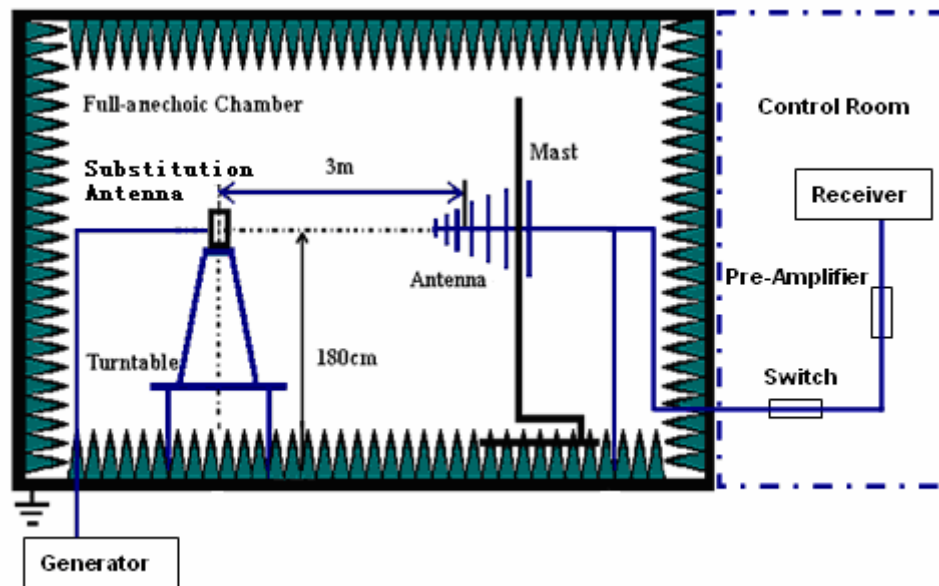 Full-anechoic Chamber
Control Room
Substitution
Antenna
3m
Mast
Receiver
Antenna
Pre-Amplifier
Turntable
180cm
Switch
Generator